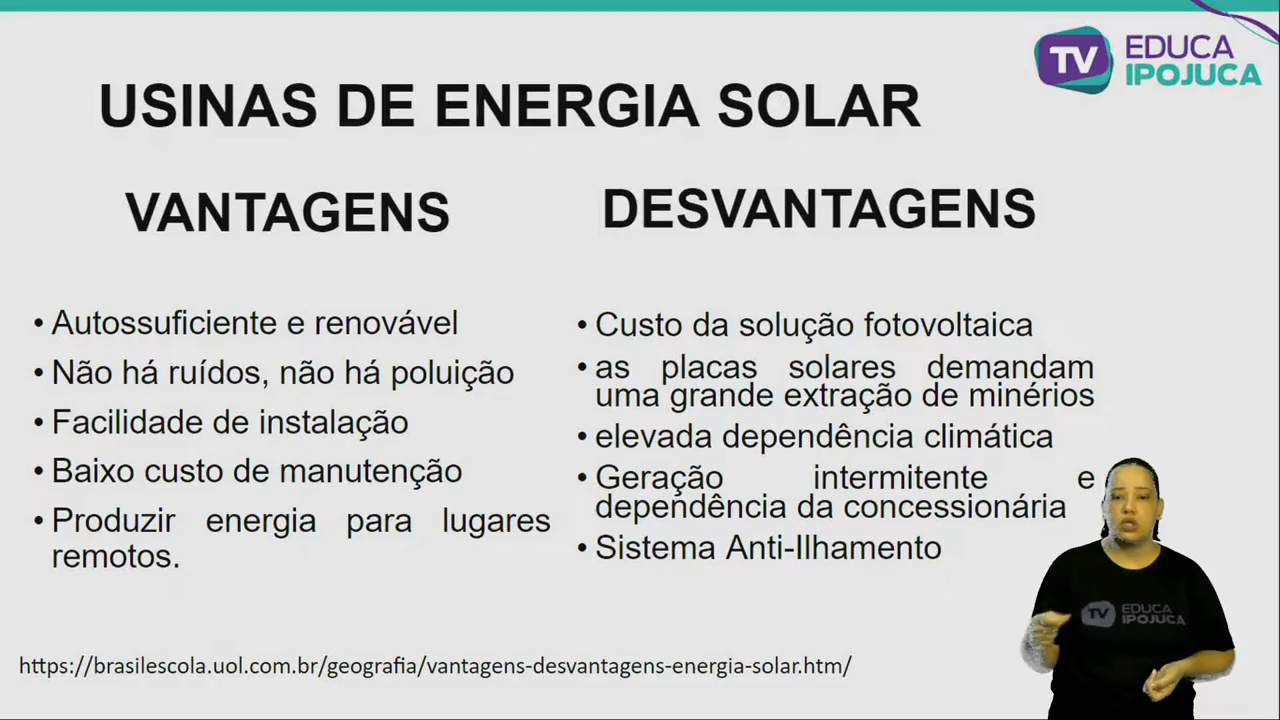 TV EDUCA
IPOJUCA
USINAS DE ENERGIA SOLAR
VANTAGENS
• Autossuficiente e renovável
• Não há ruídos, não há poluição
• Facilidade de instalação
• Baixo custo de manutenção
• Produzir energia para lugares
remotos.
DESVANTAGENS
• Custo da solução fotovoltaica
• as placas solares demandam
uma grande extração de minérios
• elevada dependência climática
• Geração intermitente e
dependência da concessionária
• Sistema Anti-Ilhamento
https://brasilescola.uol.com.br/geografia/vantagens-desvantagens-energia-solar.htm/
TV EDUCA
IPOJUCA